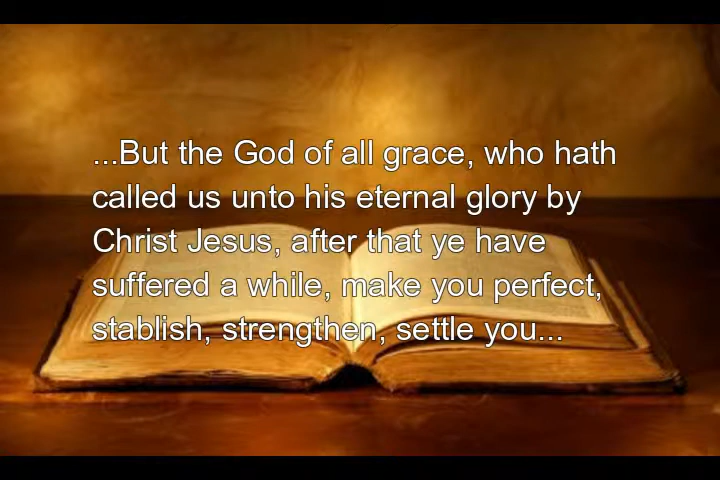 ...But the God of all grace, who hath
called us unto his eternal glory by
Christ Jesus, after that ye have
suffered a while, make you perfect,
stablish, strengthen, settle you...